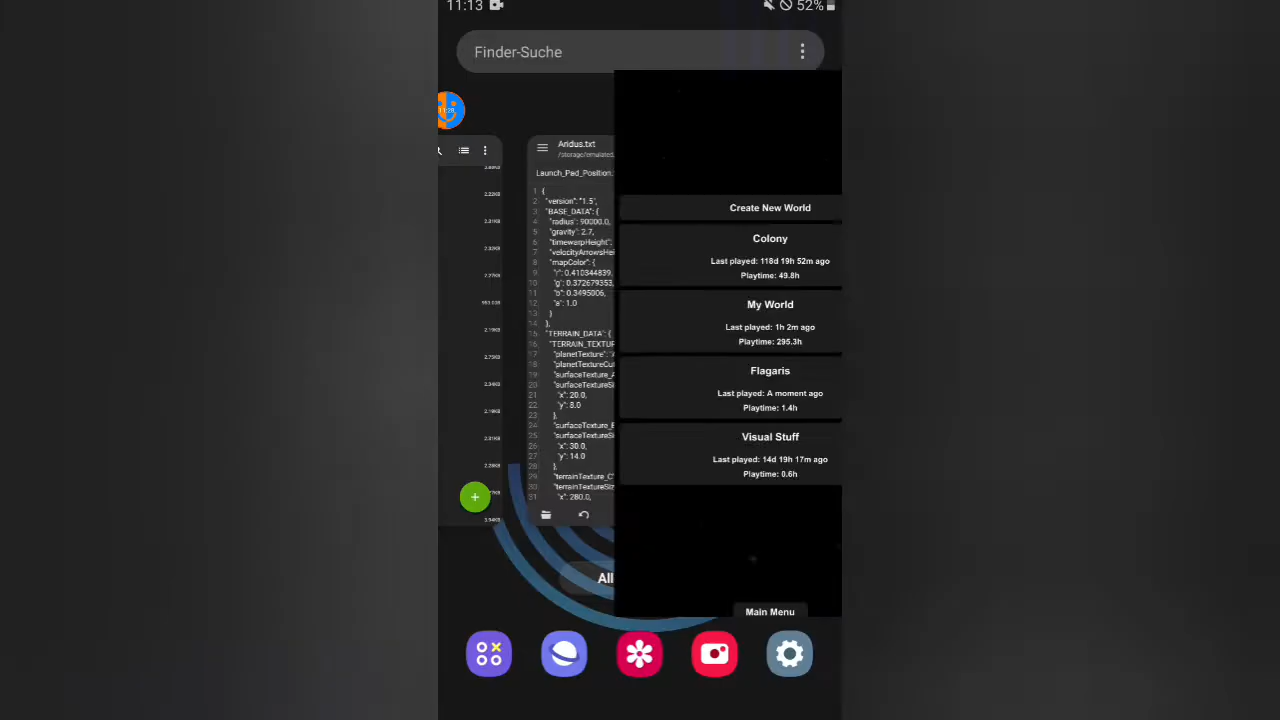 11:13
52%
Finder-Suche
11:28
Aridus.txt
/storage/emulated.
Launch_Pad_Position:
1 {
2 "version": "1.5",
3 "BASE_DATA": {
4 "radius": 90000.0,
5 "gravity": 2.7,
6 "timewarpHeight":
7 "velocityArrowsHei
8 "mapColor": {
9 "r": 0.410344839,
10 "g": 0.372679353,
11 "b": 0.3495006,
12 "a": 1.0
13 }
14 },
15 "TERRAIN_DATA": {
16 "TERRAIN_TEXTUR
17 "planetTexture": "A
18 "planetTextureCut
19 "surfaceTexture_A
20 "surfaceTextureSi
21 "x": 20.0,
22 "y": 8.0
23 },
24 "surfaceTexture_B
25 "surfaceTextureSi
26 "x": 30.0,
27 "y": 14.0
28 },
29 "terrainTexture_C
30 "terrainTextureSiz
31 "x": 280.0,
Create New World
Colony
Last played: 118d 19h 52m ago
Playtime: 49.8h
My World
Last played: 1h 2m ago
Playtime: 295.3h
Flagaris
Last played: A moment ago
Playtime: 1.4h
Visual Stuff
Last played: 14d 19h 17m ago
Playtime: 0.6h
Main Menu
All